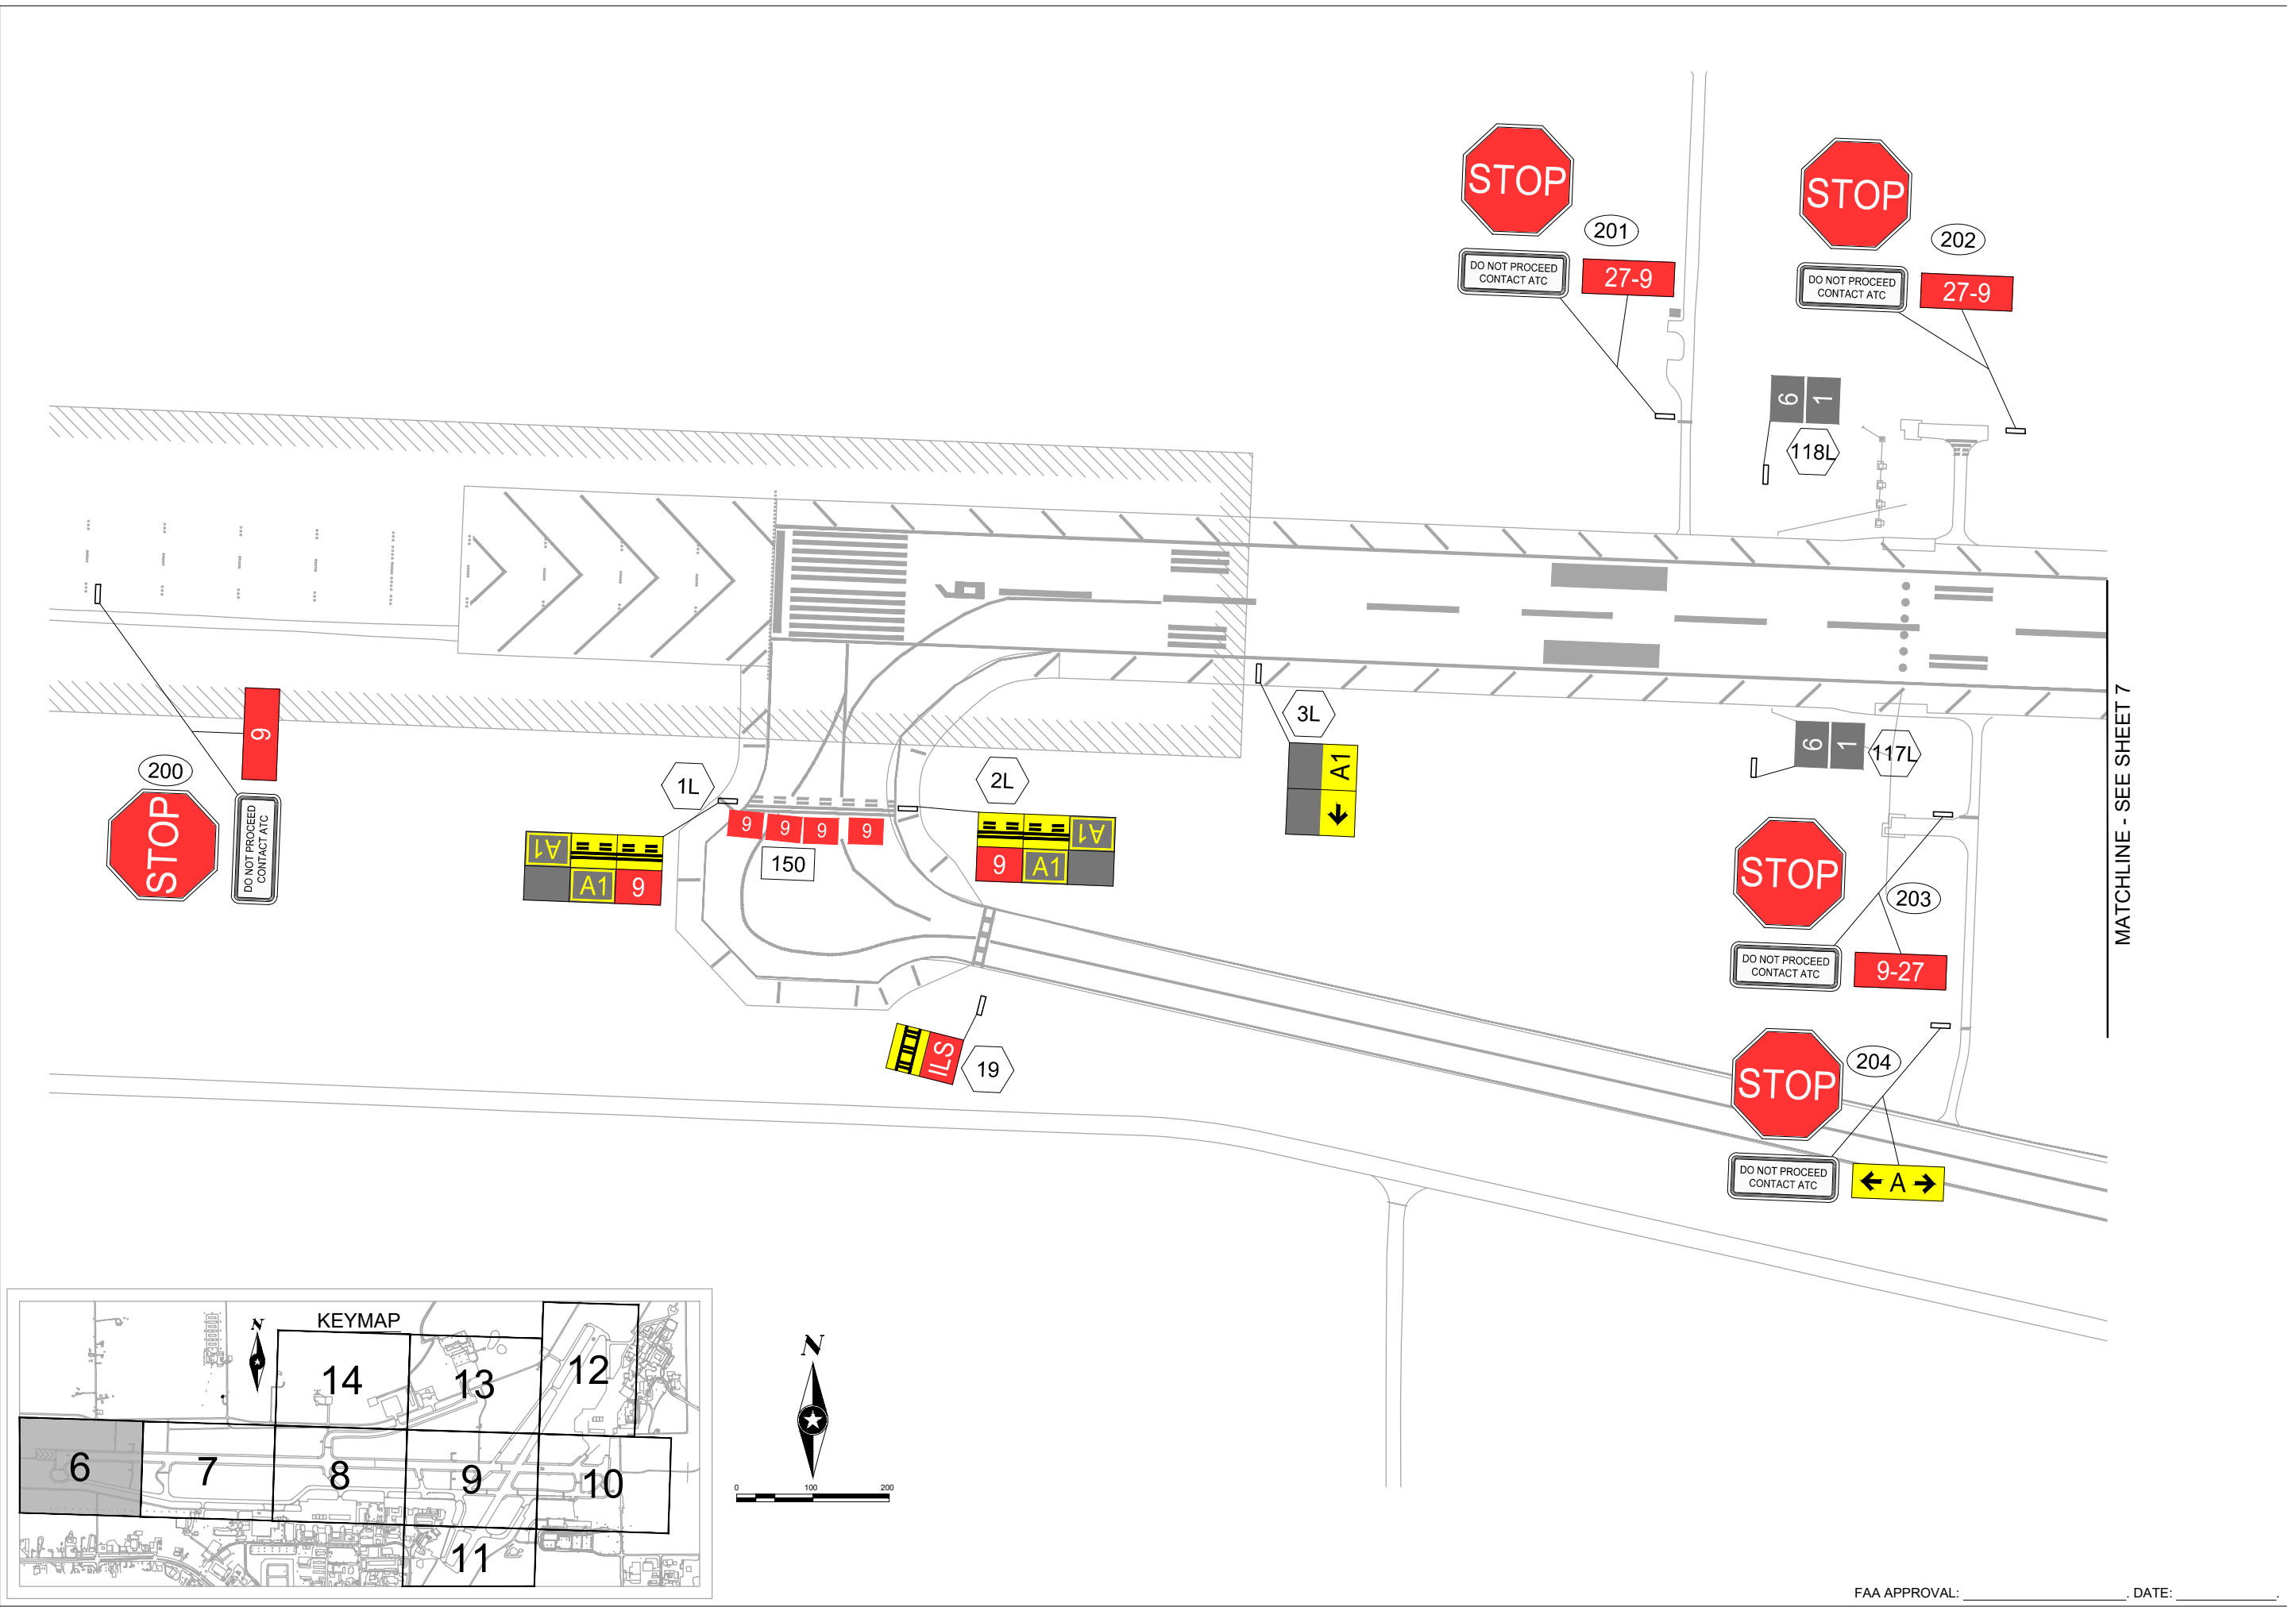 STOP
201
DO NOT PROCEED
CONTACT ATC
27-9
STOP
202
DO NOT PROCEED
CONTACT ATC
27-9
6
1
118L
9
200
STOP
DO NOT PROCEED
CONTACT ATC
1L
A1
A1
9
9
9
9
9
150
2L
A1
9
A1
3L
A1
6
1
117L
STOP
203
DO NOT PROCEED
CONTACT ATC
9-27
STOP
204
DO NOT PROCEED
CONTACT ATC
← A →
ILS
19
MATCHLINE - SEE SHEET 7
KEYMAP
N
14
13
12
6
7
8
9
10
11
N
0 100 200
FAA APPROVAL: ____________________. DATE: ____________.